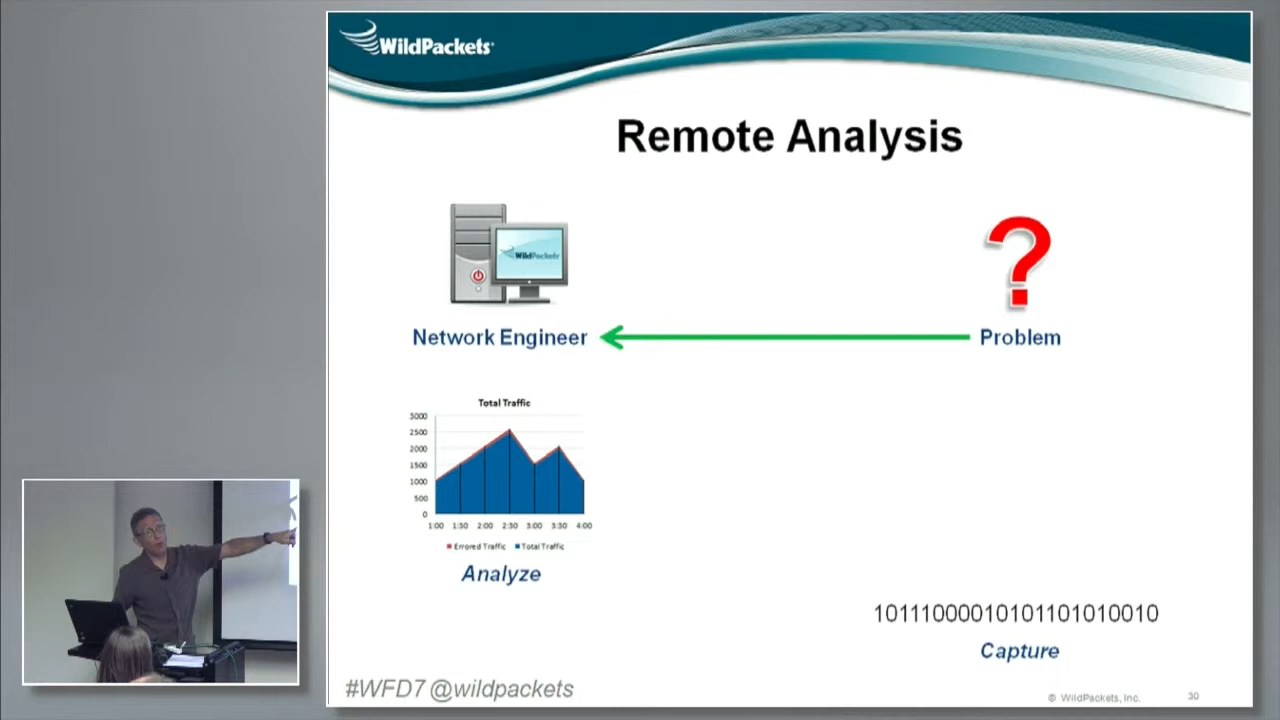 WildPackets
Remote Analysis
WildPackets
Network Engineer
Problem
Total Traffic
3000
2500
2000
1500
1000
500
0
1:00 1:30 2:00 2:30 3:00 3:30 4:00
Errored Traffic Total Traffic
Analyze
1011100001010110101010010
Capture
#WFD7 @wildpackets
© WildPackets, Inc. 30